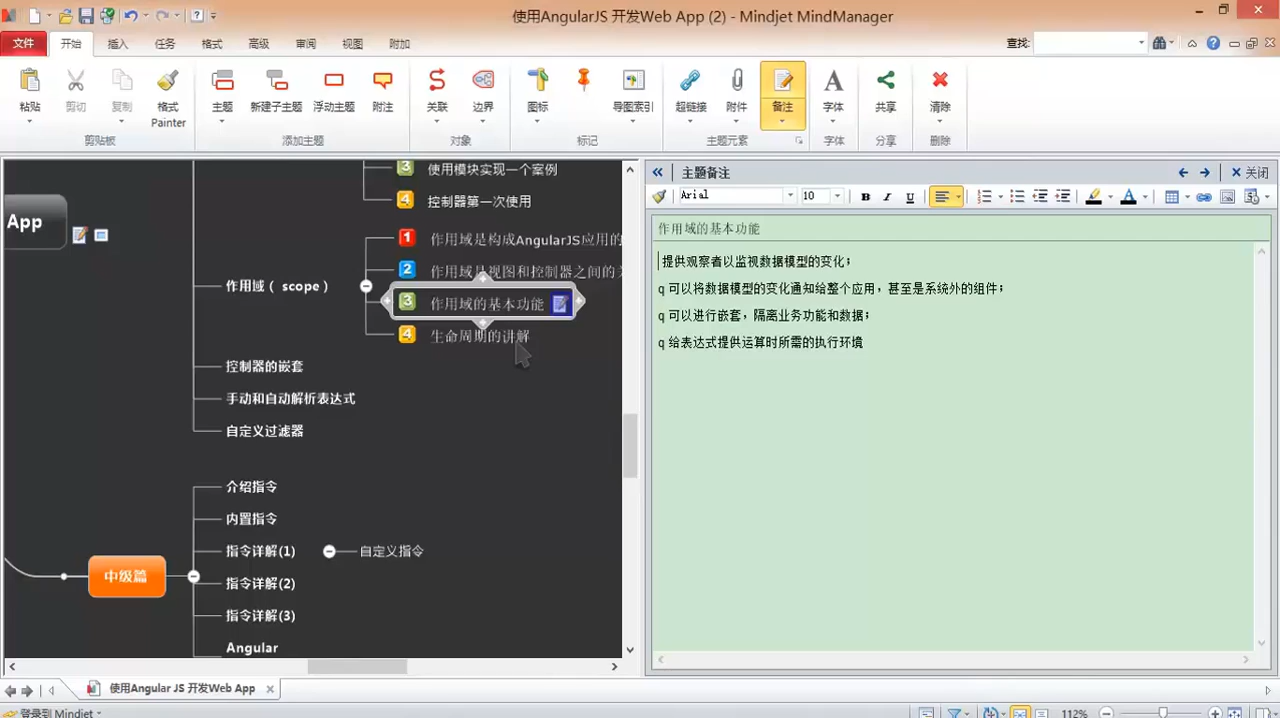 使用AngularJS 开发Web App (2) - Mindjet MindManager
文件 开始 插入 任务 格式 高级 审阅 视图 附加 查找:
粘贴 剪切 复制 格式 Painter 主题 新建子主题 浮动主题 附注 关联 边界 图标 导图索引 超链接 附件 备注 字体 共享 清除
剪贴板 添加主题 对象 标记 主题元素 字体 分享 删除
3 使用模块实现一个案例
4 控制器第一次使用
App
1 作用域是构成AngularJS应用的
2 作用域是视图和控制器之间的
作用域（ scope ）
3 作用域的基本功能
4 生命周期的讲解
控制器的嵌套
手动和自动解析表达式
自定义过滤器
中级篇
介绍指令
内置指令
指令详解(1) 自定义指令
指令详解(2)
指令详解(3)
Angular
主题备注 关闭
Arial 10 B I U
作用域的基本功能
提供观察者以监视数据模型的变化；
q 可以将数据模型的变化通知给整个应用，甚至是系统外的组件；
q 可以进行嵌套，隔离业务功能和数据；
q 给表达式提供运算时所需的执行环境
使用Angular JS 开发Web App
登录到 Mindjet 112%